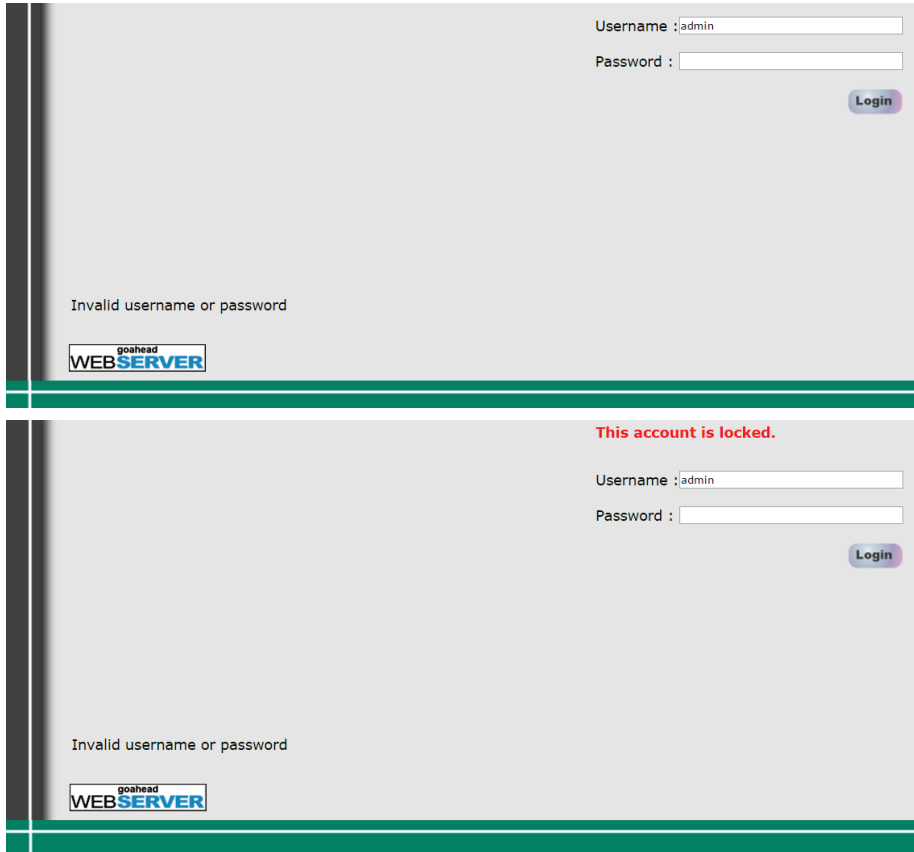 Username : admin
Password :
Login
Invalid username or password
goahead
WEBSERVER
This account is locked.
Username : admin
Password :
Login
Invalid username or password
goahead
WEBSERVER